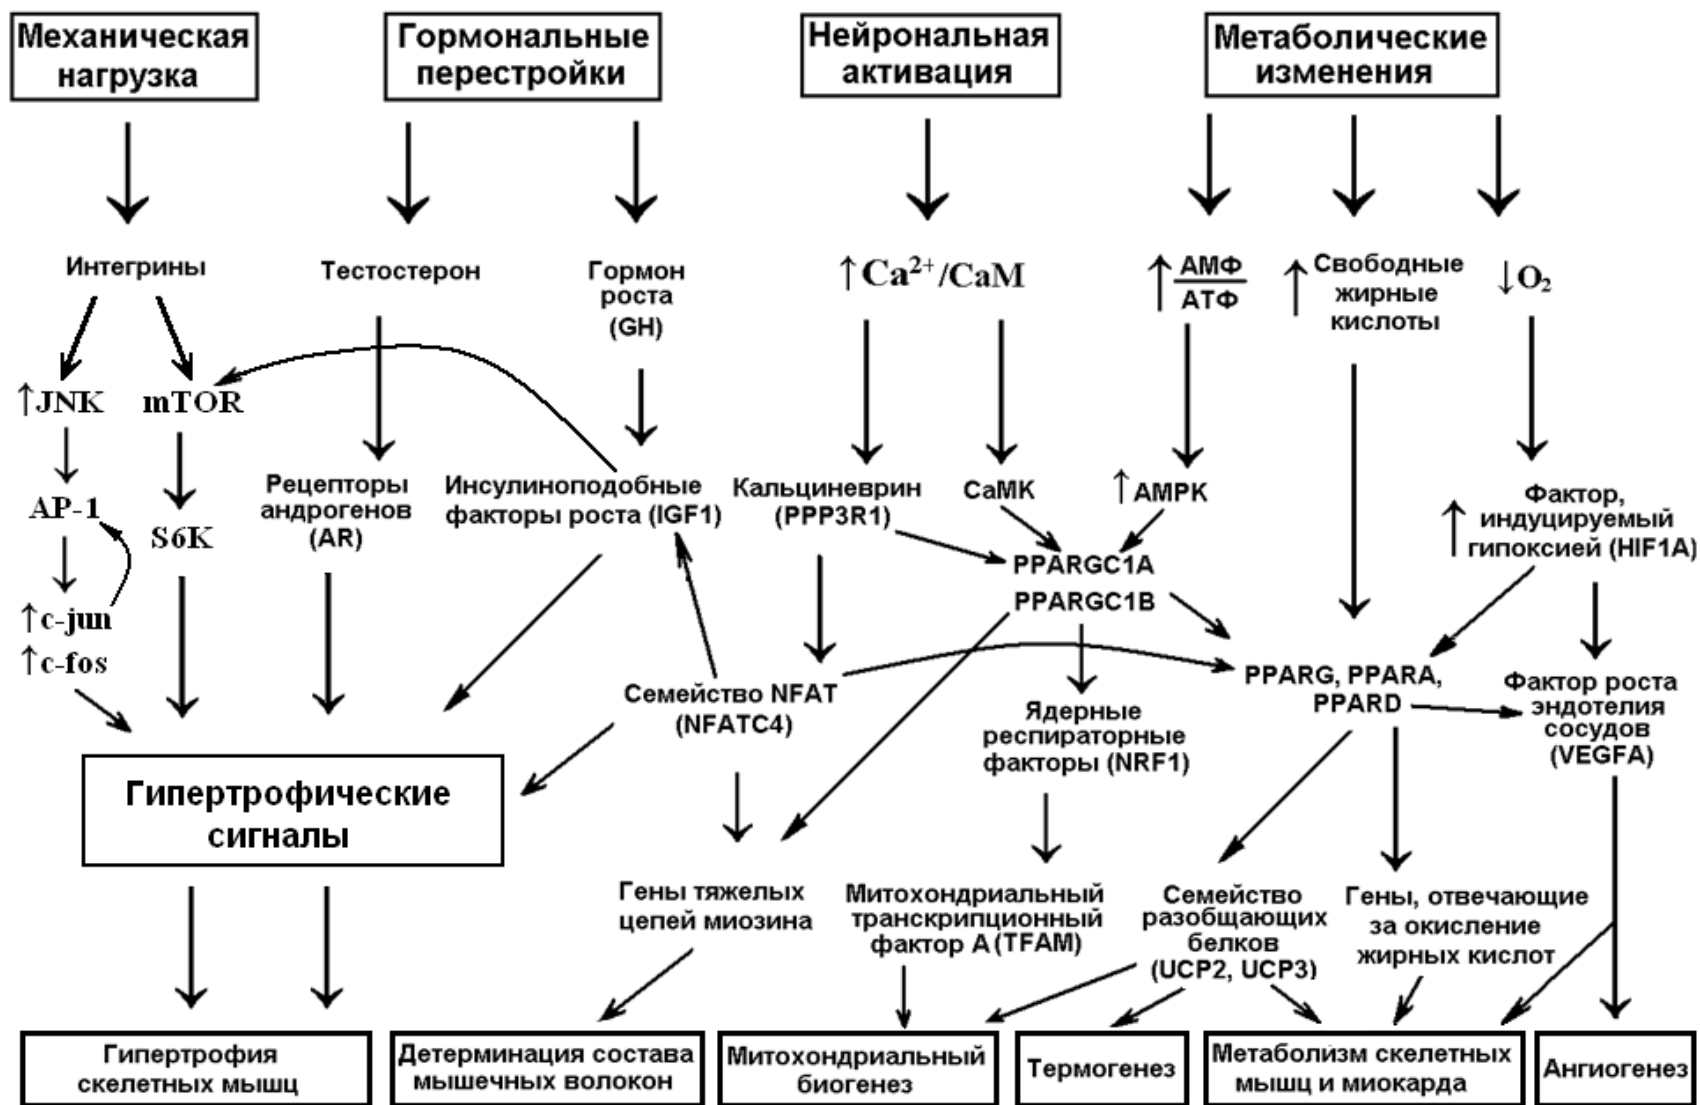 Механическая
нагрузка
Гормональные
перестройки
Нейрональная
активация
Метаболические
изменения
Интегрины
Тестостерон
Гормон
роста
(GH)
↑Ca²⁺/CaM
↑АМФ
АТФ
↑Свободные
жирные
кислоты
↓O₂
↑JNK
mTOR
AP-1
S6K
↑c-jun
↑c-fos
Рецепторы
андрогенов
(AR)
Инсулиноподобные
факторы роста (IGF1)
Кальциневрин
(PPP3R1)
CaMK
↑AMPK
Фактор,
↑индуцируемый
гипоксией (HIF1A)
PPARGC1A
PPARGC1B
Семейство NFAT
(NFATC4)
Ядерные
респираторные
факторы (NRF1)
PPARG, PPARA,
PPARD
Фактор роста
эндотелия
сосудов
(VEGFA)
Гипертрофические
сигналы
Гены тяжелых
цепей миозина
Митохондриальный
транскрипционный
фактор А (TFAM)
Семейство
разобщающих
белков
(UCP2, UCP3)
Гены, отвечающие
за окисление
жирных кислот
Гипертрофия
скелетных мышц
Детерминация состава
мышечных волокон
Митохондриальный
биогенез
Термогенез
Метаболизм скелетных
мышц и миокарда
Ангиогенез